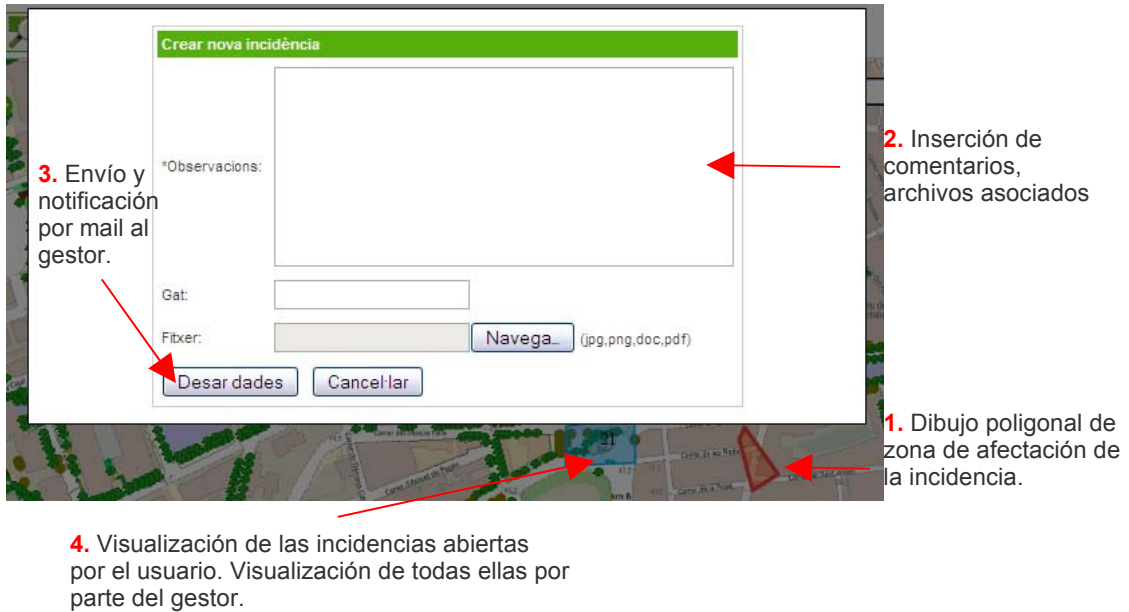 Crear nova incidència
*Observacions:
Gat:
Fitxer:
Navega...
(jpg,png,doc,pdf)
Desar dades
Cancel·lar
2. Inserción de
comentarios,
archivos asociados
3. Envío y
notificación
por mail al
gestor.
21
1. Dibujo poligonal de
zona de afectación de
la incidencia.
4. Visualización de las incidencias abiertas
por el usuario. Visualización de todas ellas por
parte del gestor.